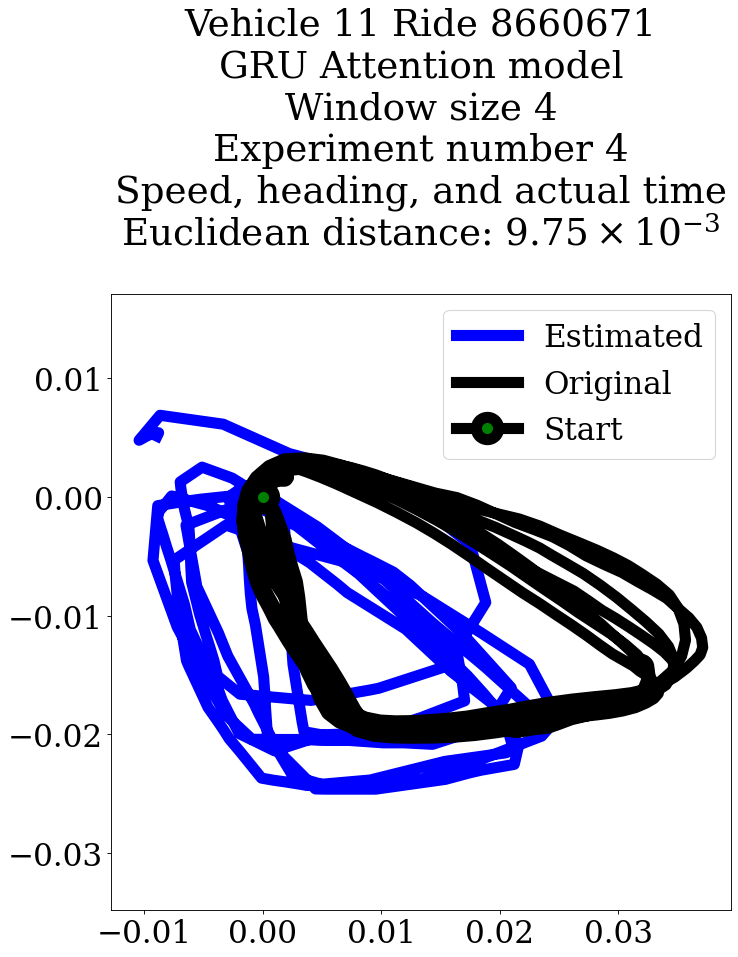 Vehicle 11 Ride 8660671
GRU Attention model
Window size 4
Experiment number 4
Speed, heading, and actual time
Euclidean distance: 9.75 × 10⁻³
Estimated
Original
Start
0.01
0.00
−0.01
−0.02
−0.03
−0.01 0.00 0.01 0.02 0.03